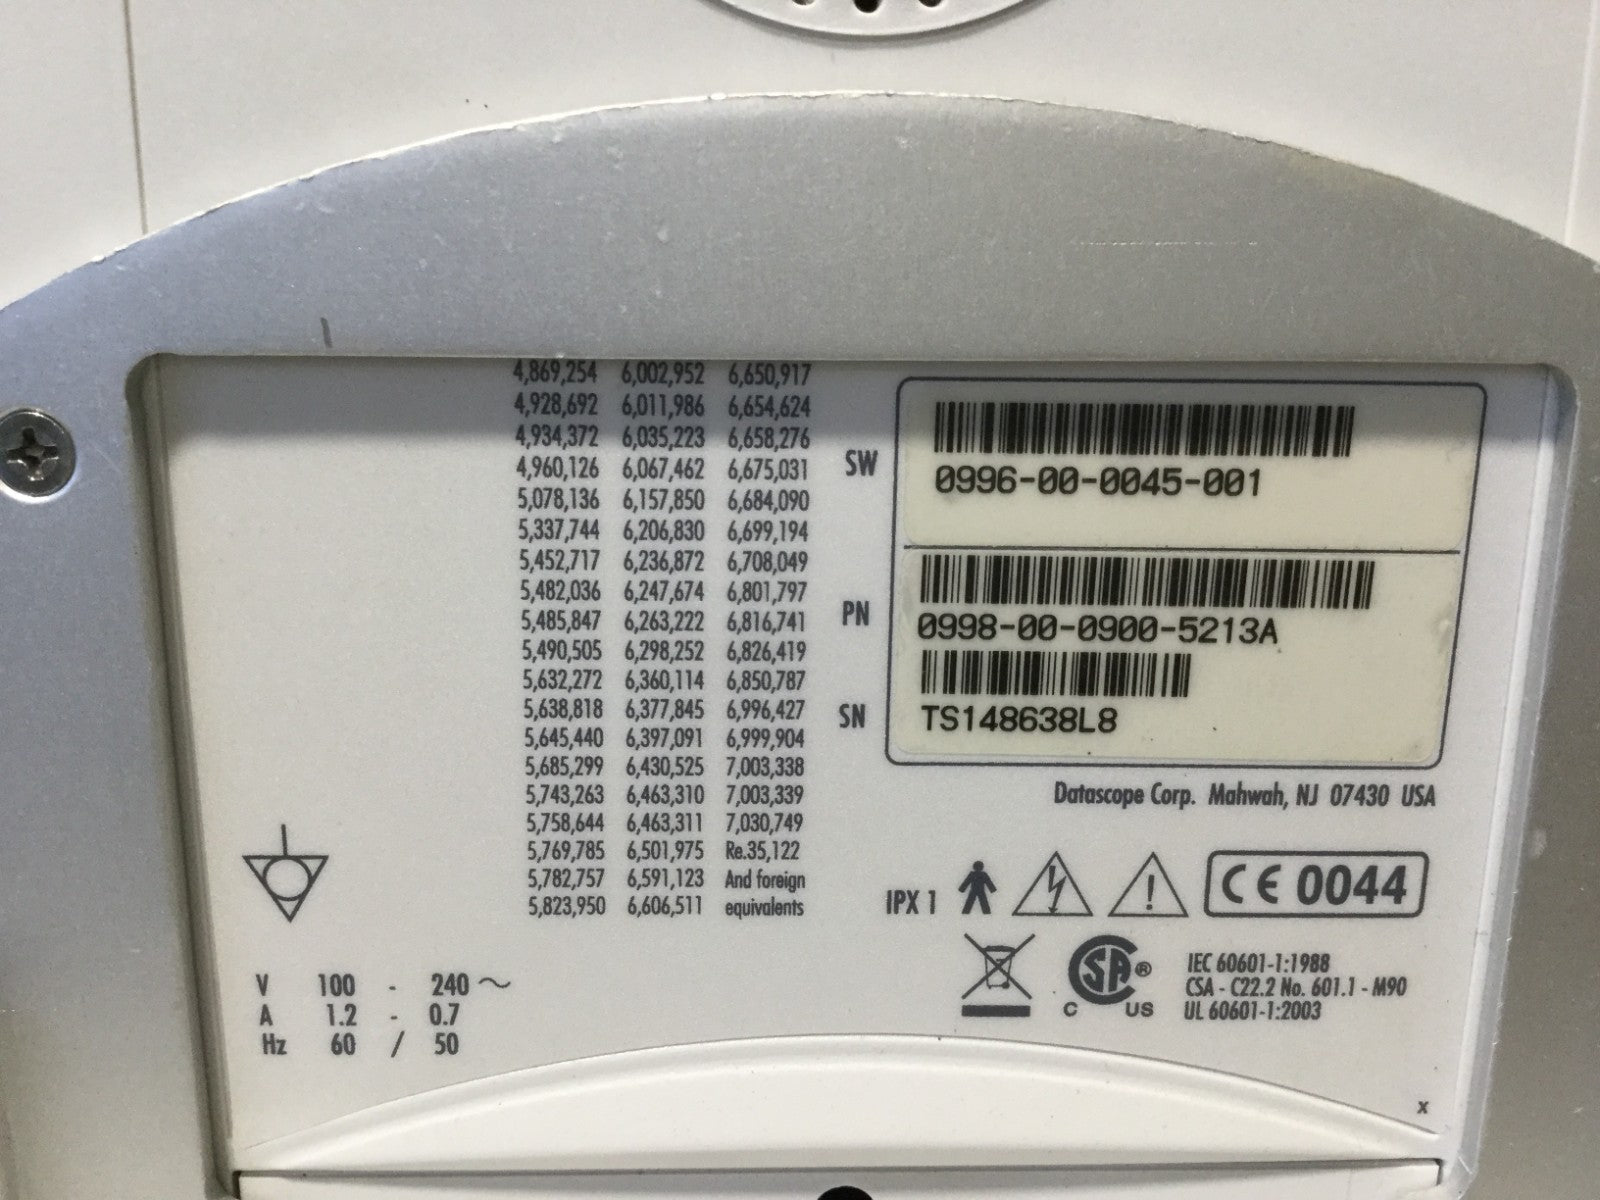 4,869,254 6,002,952 6,650,917
4,928,692 6,011,986 6,654,624
4,934,372 6,035,223 6,658,276
4,960,126 6,067,462 6,675,031
5,078,136 6,157,850 6,684,090
5,337,744 6,206,830 6,699,194
5,452,717 6,236,872 6,708,049
5,482,036 6,247,674 6,801,797
5,485,847 6,263,222 6,816,741
5,490,505 6,298,252 6,826,419
5,632,272 6,360,114 6,850,787
5,638,818 6,377,845 6,996,427
5,645,440 6,397,091 6,999,904
5,685,299 6,430,525 7,003,338
5,743,263 6,463,310 7,003,339
5,758,644 6,463,311 7,030,749
5,769,785 6,501,975 Re.35,122
5,782,757 6,591,123 And foreign
5,823,950 6,606,511 equivalents
SW 0996-00-0045-001
PN 0998-00-0900-5213A
SN TS148638L8
Datascope Corp. Mahwah, NJ 07430 USA
IPX 1 CE 0044
C SA ® US
IEC 60601-1:1988
CSA - C22.2 No. 601.1 - M90
UL 60601-1:2003
V 100 - 240 ~
A 1.2 - 0.7
Hz 60 / 50
x